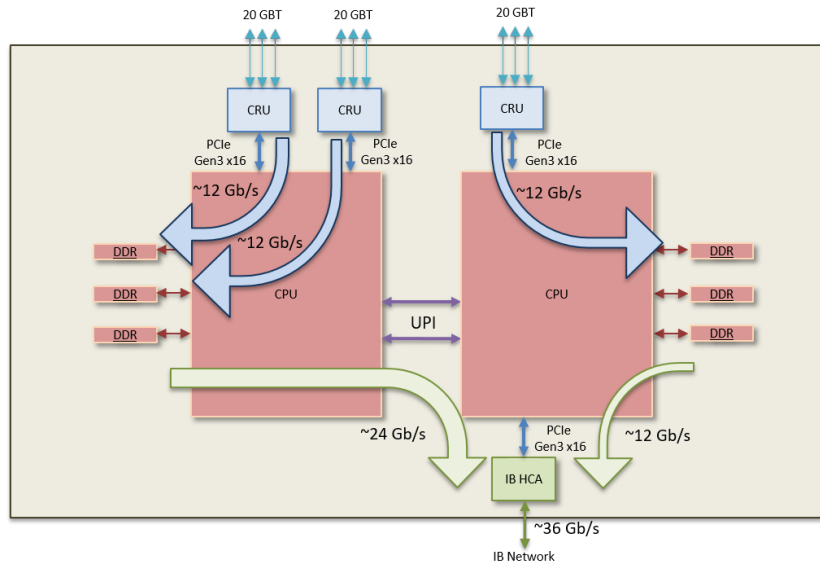 20 GBT
20 GBT
20 GBT
CRU
CRU
CRU
PCIe
Gen3 x16
PCIe
Gen3 x16
PCIe
Gen3 x16
~12 Gb/s
~12 Gb/s
~12 Gb/s
DDR
DDR
DDR
DDR
DDR
DDR
CPU
CPU
UPI
~24 Gb/s
PCIe
Gen3 x16
~12 Gb/s
IB HCA
~36 Gb/s
IB Network